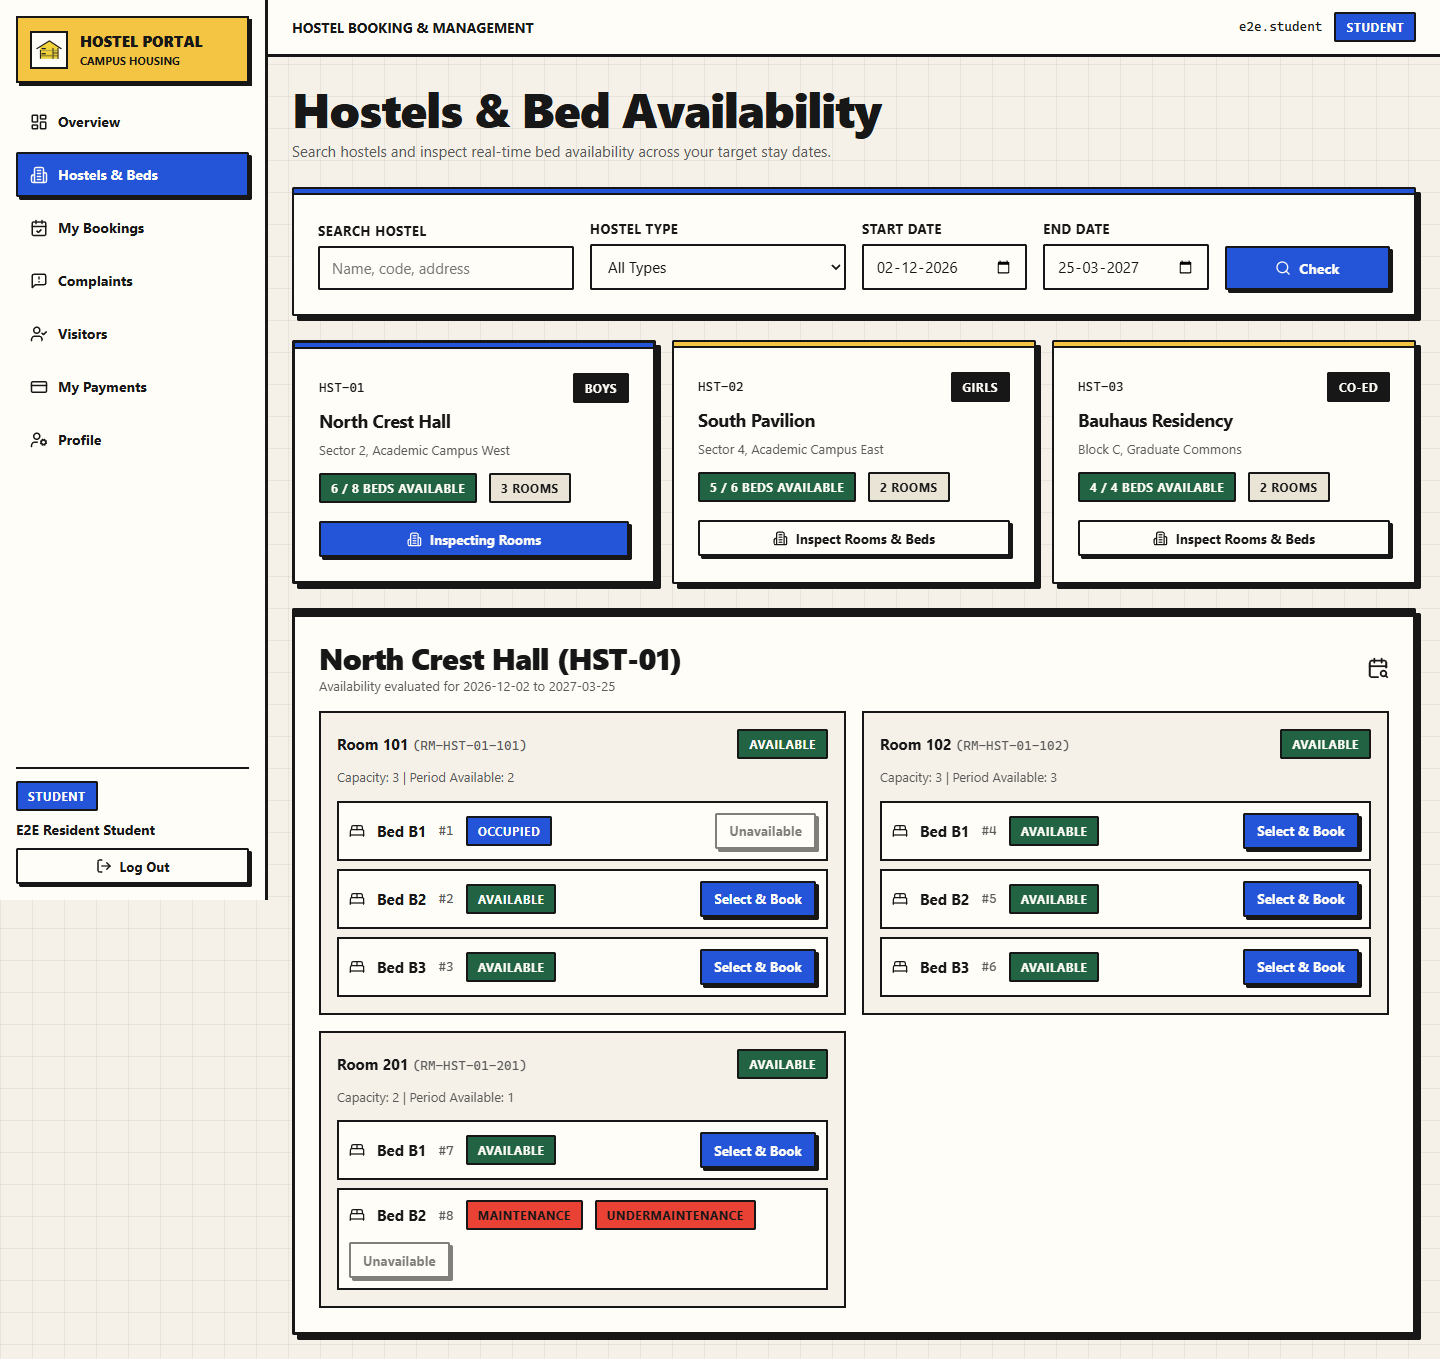 HOSTEL PORTAL
CAMPUS HOUSING
Overview
Hostels & Beds
My Bookings
Complaints
Visitors
My Payments
Profile
STUDENT
E2E Resident Student
Log Out
HOSTEL BOOKING & MANAGEMENT
e2e.student STUDENT
Hostels & Bed Availability
Search hostels and inspect real-time bed availability across your target stay dates.
SEARCH HOSTEL HOSTEL TYPE START DATE END DATE
Name, code, address All Types 02-12-2026 25-03-2027 Check
HST-01 BOYS
North Crest Hall
Sector 2, Academic Campus West
6 / 8 BEDS AVAILABLE 3 ROOMS
Inspecting Rooms
HST-02 GIRLS
South Pavilion
Sector 4, Academic Campus East
5 / 6 BEDS AVAILABLE 2 ROOMS
Inspect Rooms & Beds
HST-03 CO-ED
Bauhaus Residency
Block C, Graduate Commons
4 / 4 BEDS AVAILABLE 2 ROOMS
Inspect Rooms & Beds
North Crest Hall (HST-01)
Availability evaluated for 2026-12-02 to 2027-03-25
Room 101 (RM-HST-01-101) AVAILABLE
Capacity: 3 | Period Available: 2
Bed B1 #1 OCCUPIED Unavailable
Bed B2 #2 AVAILABLE Select & Book
Bed B3 #3 AVAILABLE Select & Book
Room 102 (RM-HST-01-102) AVAILABLE
Capacity: 3 | Period Available: 3
Bed B1 #4 AVAILABLE Select & Book
Bed B2 #5 AVAILABLE Select & Book
Bed B3 #6 AVAILABLE Select & Book
Room 201 (RM-HST-01-201) AVAILABLE
Capacity: 2 | Period Available: 1
Bed B1 #7 AVAILABLE Select & Book
Bed B2 #8 MAINTENANCE UNDERMAINTENANCE
Unavailable